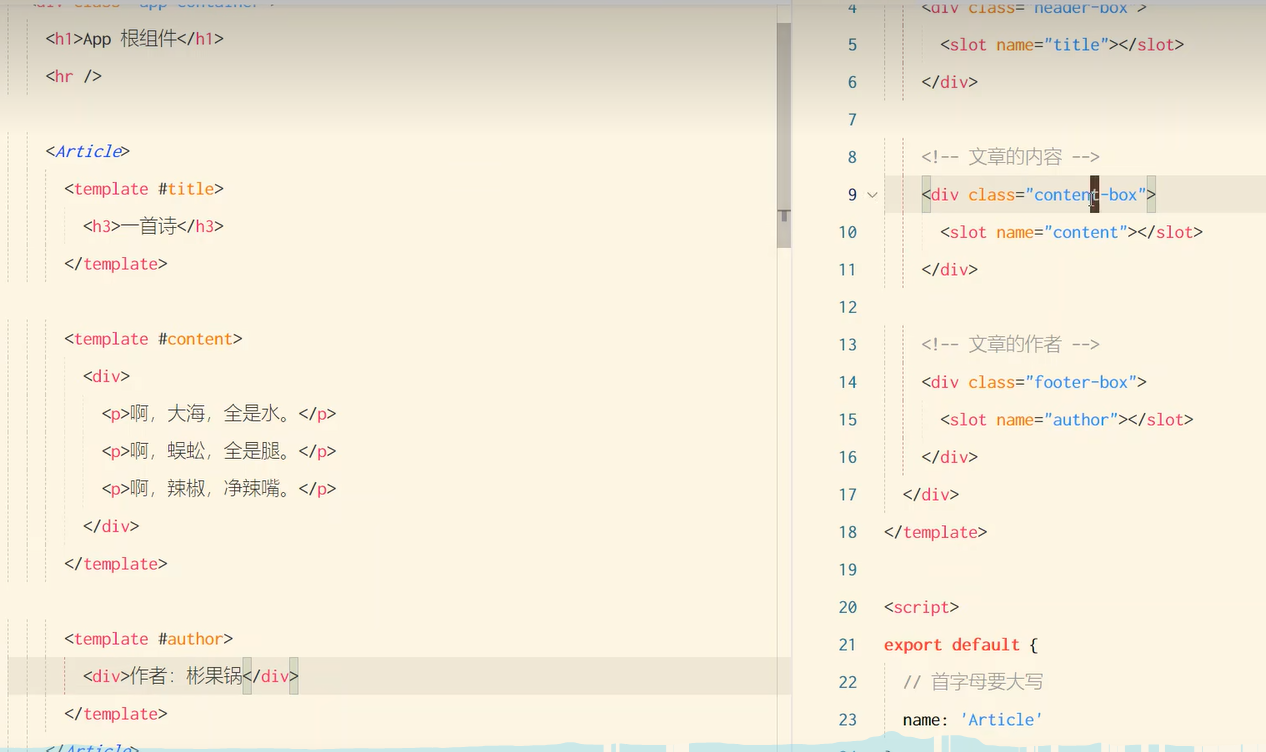 <div class="app-container">
<h1>App 根组件</h1>
<hr />
<Article>
<template #title>
<h3>一首诗</h3>
</template>
<template #content>
<div>
<p>啊，大海，全是水。</p>
<p>啊，蜈蚣，全是腿。</p>
<p>啊，辣椒，净辣嘴。</p>
</div>
</template>
<template #author>
<div>作者：彬果锅</div>
</template>
</Article>
4 <div class="header-box">
5 <slot name="title"></slot>
6 </div>
7
8 <!-- 文章的内容 -->
9 <div class="content-box">
10 <slot name="content"></slot>
11 </div>
12
13 <!-- 文章的作者 -->
14 <div class="footer-box">
15 <slot name="author"></slot>
16 </div>
17 </div>
18 </template>
19
20 <script>
21 export default {
22 // 首字母要大写
23 name: 'Article'